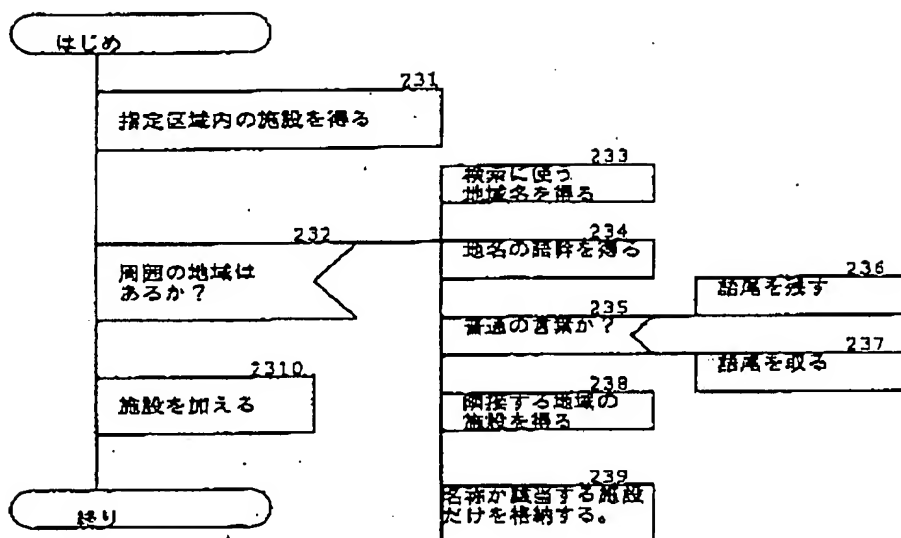 はじめ
231
指定区域内の施設を得る
233
検索に使う
地域名を得る
232
周囲の地域は
あるか？
234
地名の語幹を得る
236
語尾を残す
235
普通の言葉か？
237
語尾を取る
2310
施設を加える
238
隣接する地域の
施設を得る
239
名称が該当する施設
だけを格納する。
終り